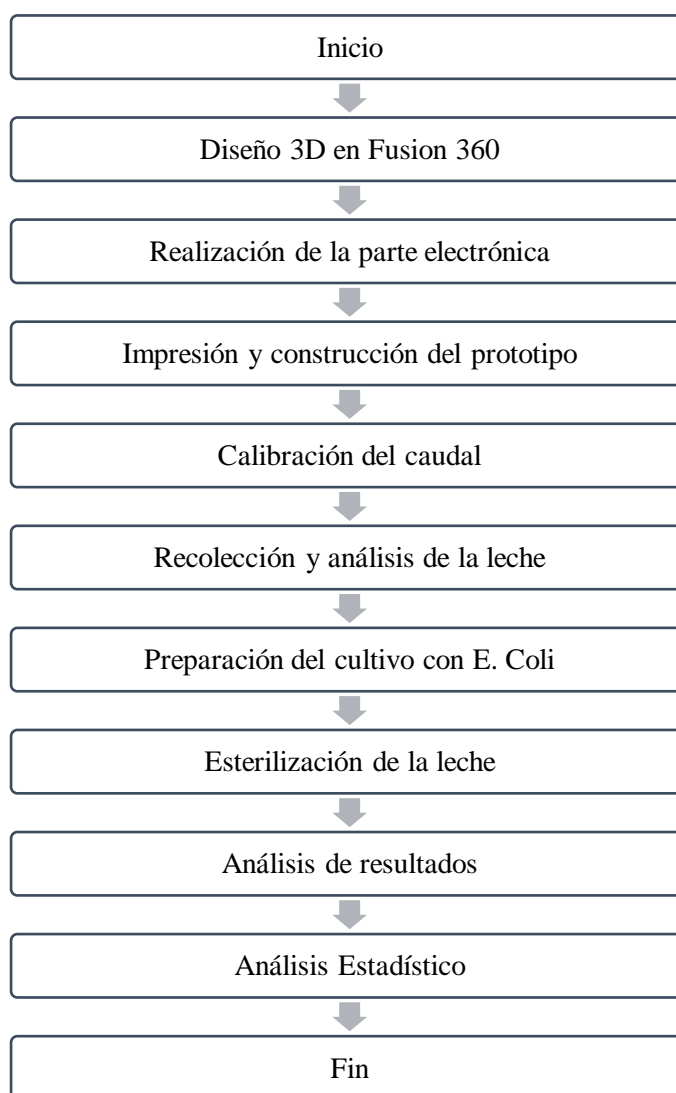 Inicio
Diseño 3D en Fusion 360
Realización de la parte electrónica
Impresión y construcción del prototipo
Calibración del caudal
Recolección y análisis de la leche
Preparación del cultivo con E. Coli
Esterilización de la leche
Análisis de resultados
Análisis Estadístico
Fin